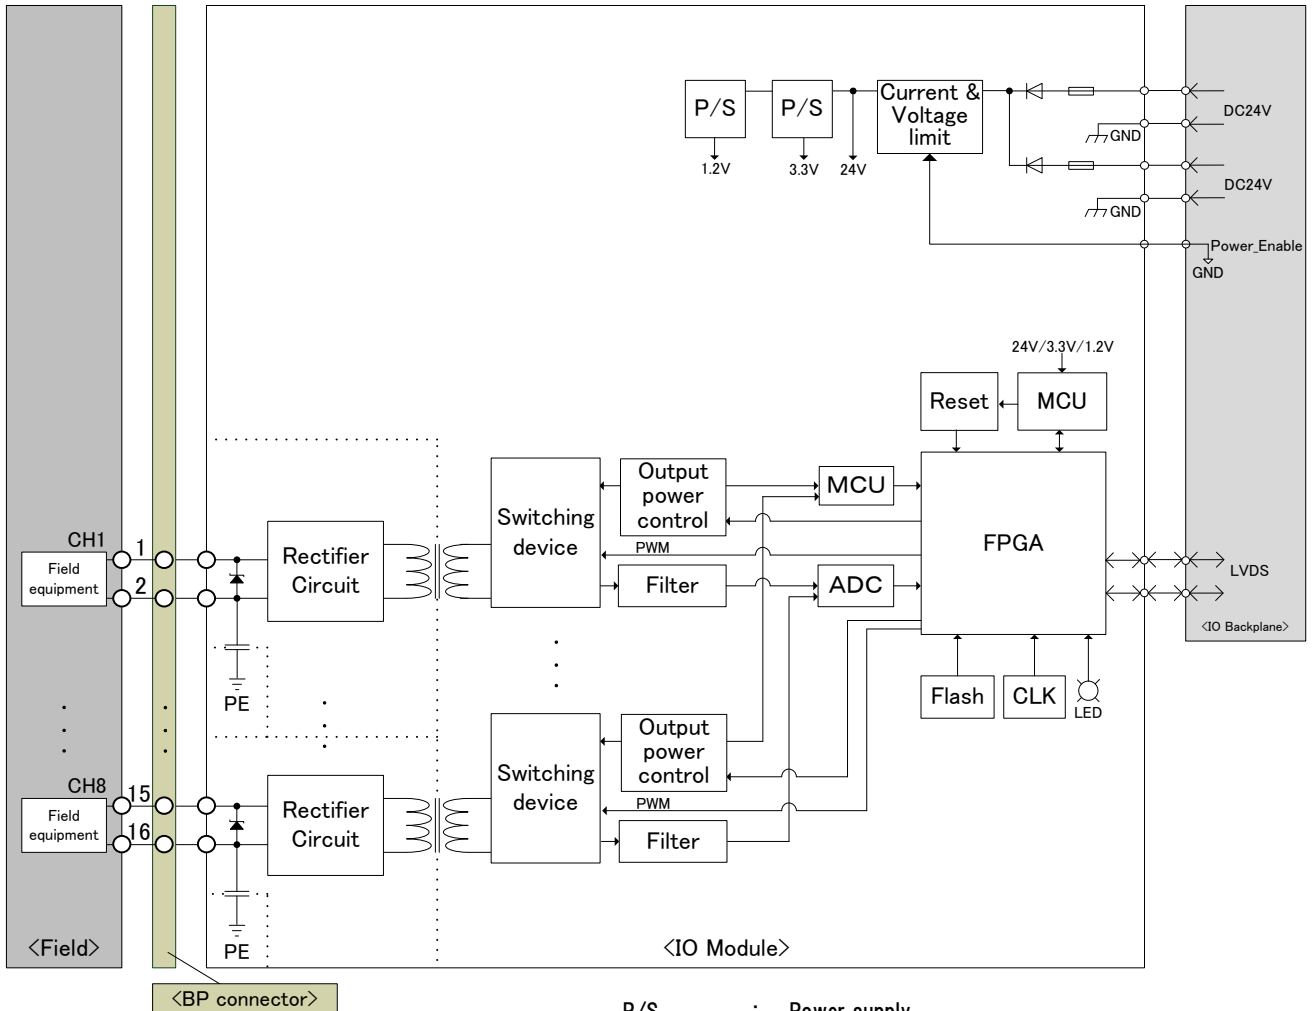 P/S
P/S
Current &
Voltage
limit
1.2V
3.3V
24V
DC24V
GND
DC24V
GND
Power_Enable
GND
24V/3.3V/1.2V
Reset
MCU
Output
power
control
MCU
Switching
device
FPGA
PWM
Filter
ADC
LVDS
<IO Backplane>
CH1
1
2
Field
equipment
Rectifier
Circuit
PE
Flash
CLK
LED
Output
power
control
Switching
device
PWM
Filter
CH8
15
16
Field
equipment
Rectifier
Circuit
PE
<Field>
<IO Module>
<BP connector>
P/S : Power supply